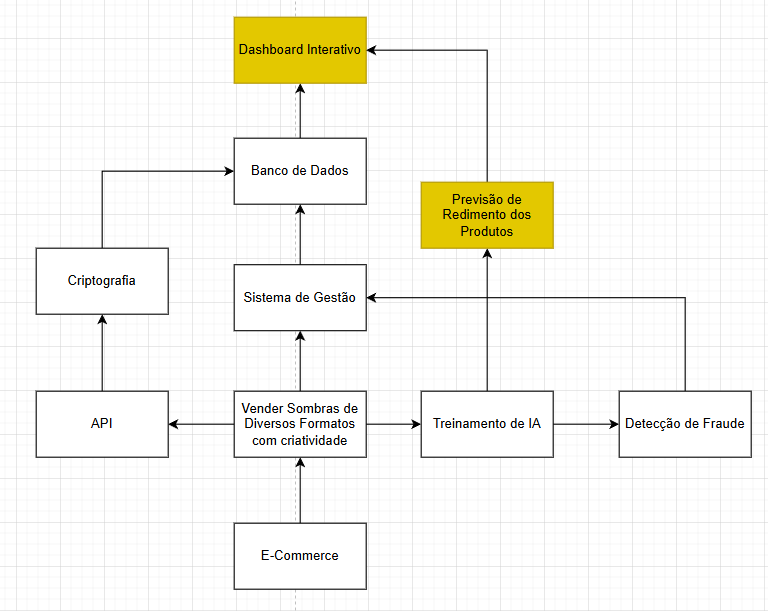 Dashboard Interativo
Banco de Dados
Previsão de
Redimento dos
Produtos
Criptografia
Sistema de Gestão
API
Vender Sombras de
Diversos Formatos
com criatividade
Treinamento de IA
Detecção de Fraude
E-Commerce